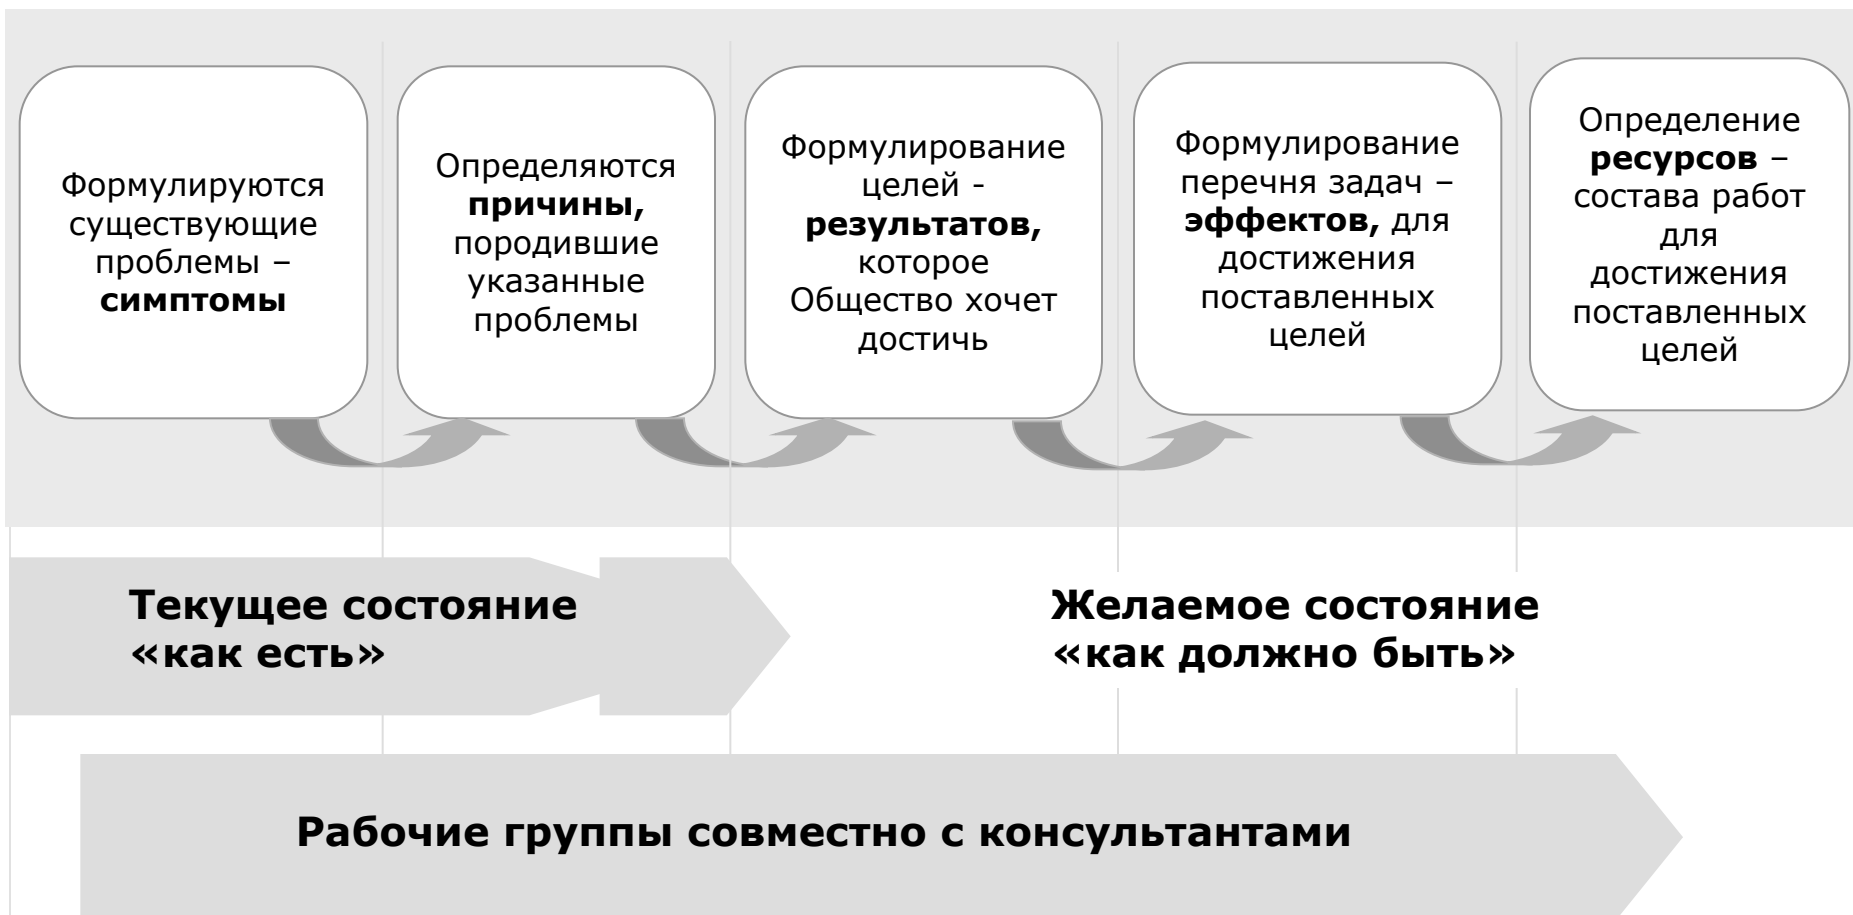 Формулируются
существующие
проблемы –
симптомы
Определяются
причины,
породившие
указанные
проблемы
Формулирование
целей -
результатов,
которое
Общество хочет
достичь
Формулирование
перечня задач –
эффектов, для
достижения
поставленных
целей
Определение
ресурсов –
состава работ
для
достижения
поставленных
целей
Текущее состояние
«как есть»
Желаемое состояние
«как должно быть»
Рабочие группы совместно с консультантами